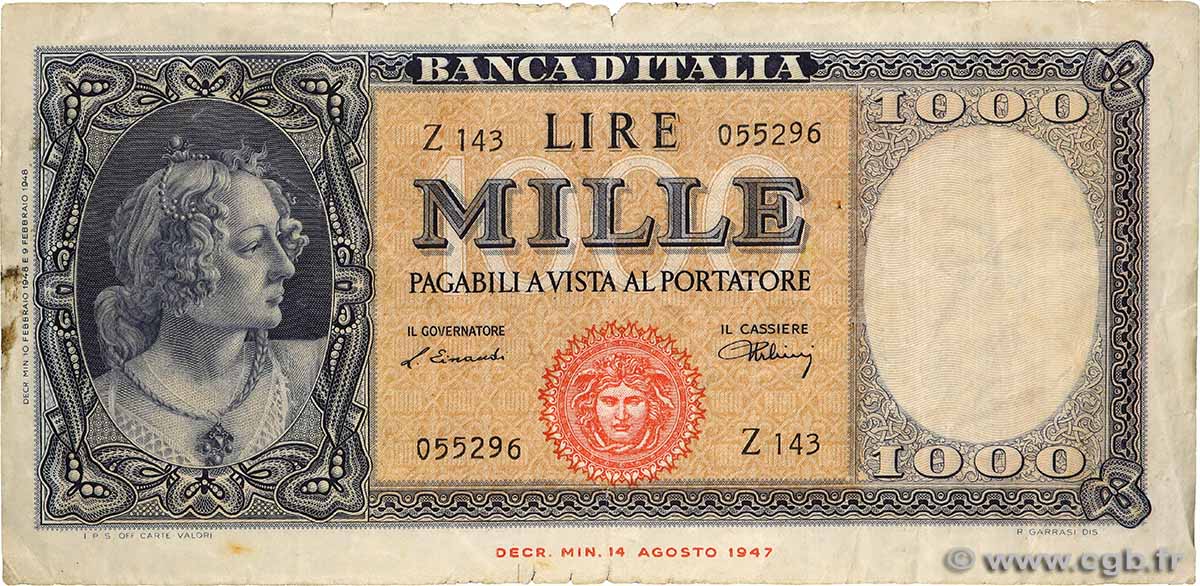 BANCA D'ITALIA
1000
Z 143 LIRE 055296
1000
MILLE
PAGABILI A VISTA AL PORTATORE
IL GOVERNATORE IL CASSIERE
L. Einaudi
055296 Z 143
1000
DECR. MIN. 10 FEBBRAIO 1948 E 9 FEBBRAIO 1948
I. P. S. OFF. CARTE VALORI
R. GARRASI DIS.
DECR. MIN. 14 AGOSTO 1947
© www.cgb.fr